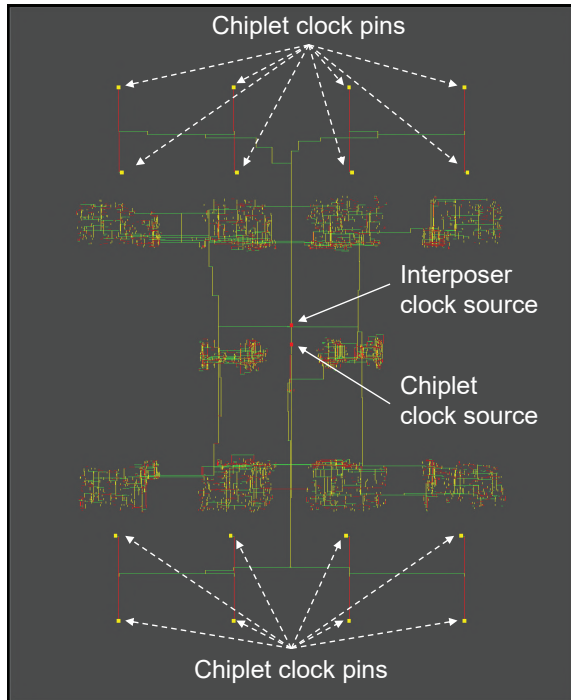 Chiplet clock pins
Interposer
clock source
Chiplet
clock source
Chiplet clock pins